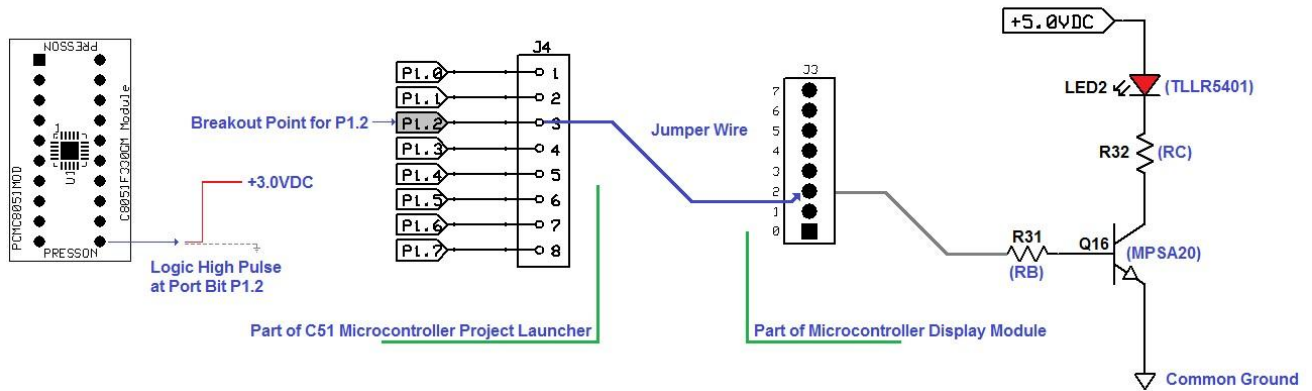 PRESSON
PCMC8051MOD
C8051F330GM Module
U1
PRESSON
+3.0VDC
Logic High Pulse
at Port Bit P1.2
Breakout Point for P1.2
J4
P1.0 1
P1.1 2
P1.2 3
P1.3 4
P1.4 5
P1.5 6
P1.6 7
P1.7 8
Part of C51 Microcontroller Project Launcher
Jumper Wire
J3
7
6
5
4
3
2
1
0
Part of Microcontroller Display Module
+5.0VDC
LED2
(TLLR5401)
R32
(RC)
R31
(RB)
Q16
(MPSA20)
Common Ground